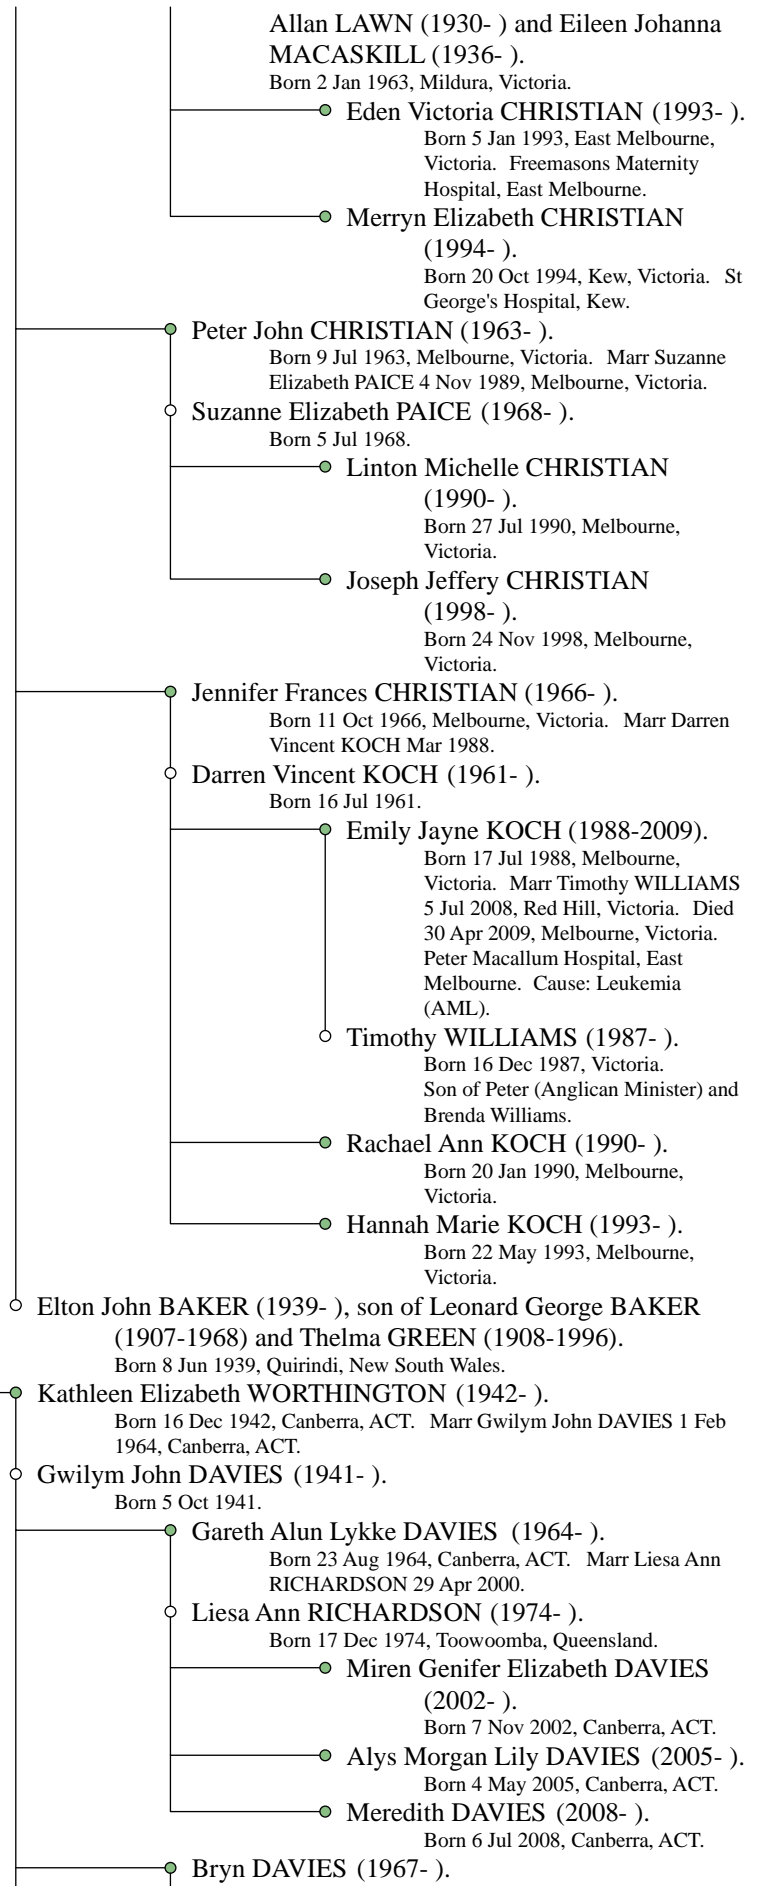 Allan LAWN (1930- ) and Eileen Johanna
MACASKILL (1936- ).
Born 2 Jan 1963, Mildura, Victoria.
Eden Victoria CHRISTIAN (1993- ).
Born 5 Jan 1993, East Melbourne,
Victoria. Freemasons Maternity
Hospital, East Melbourne.
Merryn Elizabeth CHRISTIAN
(1994- ).
Born 20 Oct 1994, Kew, Victoria. St
George's Hospital, Kew.
Peter John CHRISTIAN (1963- ).
Born 9 Jul 1963, Melbourne, Victoria. Marr Suzanne
Elizabeth PAICE 4 Nov 1989, Melbourne, Victoria.
Suzanne Elizabeth PAICE (1968- ).
Born 5 Jul 1968.
Linton Michelle CHRISTIAN
(1990- ).
Born 27 Jul 1990, Melbourne,
Victoria.
Joseph Jeffery CHRISTIAN
(1998- ).
Born 24 Nov 1998, Melbourne,
Victoria.
Jennifer Frances CHRISTIAN (1966- ).
Born 11 Oct 1966, Melbourne, Victoria. Marr Darren
Vincent KOCH Mar 1988.
Darren Vincent KOCH (1961- ).
Born 16 Jul 1961.
Emily Jayne KOCH (1988-2009).
Born 17 Jul 1988, Melbourne,
Victoria. Marr Timothy WILLIAMS
5 Jul 2008, Red Hill, Victoria. Died
30 Apr 2009, Melbourne, Victoria.
Peter Macallum Hospital, East
Melbourne. Cause: Leukemia
(AML).
Timothy WILLIAMS (1987- ).
Born 16 Dec 1987, Victoria.
Son of Peter (Anglican Minister) and
Brenda Williams.
Rachael Ann KOCH (1990- ).
Born 20 Jan 1990, Melbourne,
Victoria.
Hannah Marie KOCH (1993- ).
Born 22 May 1993, Melbourne,
Victoria.
Elton John BAKER (1939- ), son of Leonard George BAKER
(1907-1968) and Thelma GREEN (1908-1996).
Born 8 Jun 1939, Quirindi, New South Wales.
Kathleen Elizabeth WORTHINGTON (1942- ).
Born 16 Dec 1942, Canberra, ACT. Marr Gwilym John DAVIES 1 Feb
1964, Canberra, ACT.
Gwilym John DAVIES (1941- ).
Born 5 Oct 1941.
Gareth Alun Lykke DAVIES (1964- ).
Born 23 Aug 1964, Canberra, ACT. Marr Liesa Ann
RICHARDSON 29 Apr 2000.
Liesa Ann RICHARDSON (1974- ).
Born 17 Dec 1974, Toowoomba, Queensland.
Miren Genifer Elizabeth DAVIES
(2002- ).
Born 7 Nov 2002, Canberra, ACT.
Alys Morgan Lily DAVIES (2005- ).
Born 4 May 2005, Canberra, ACT.
Meredith DAVIES (2008- ).
Born 6 Jul 2008, Canberra, ACT.
Bryn DAVIES (1967- ).